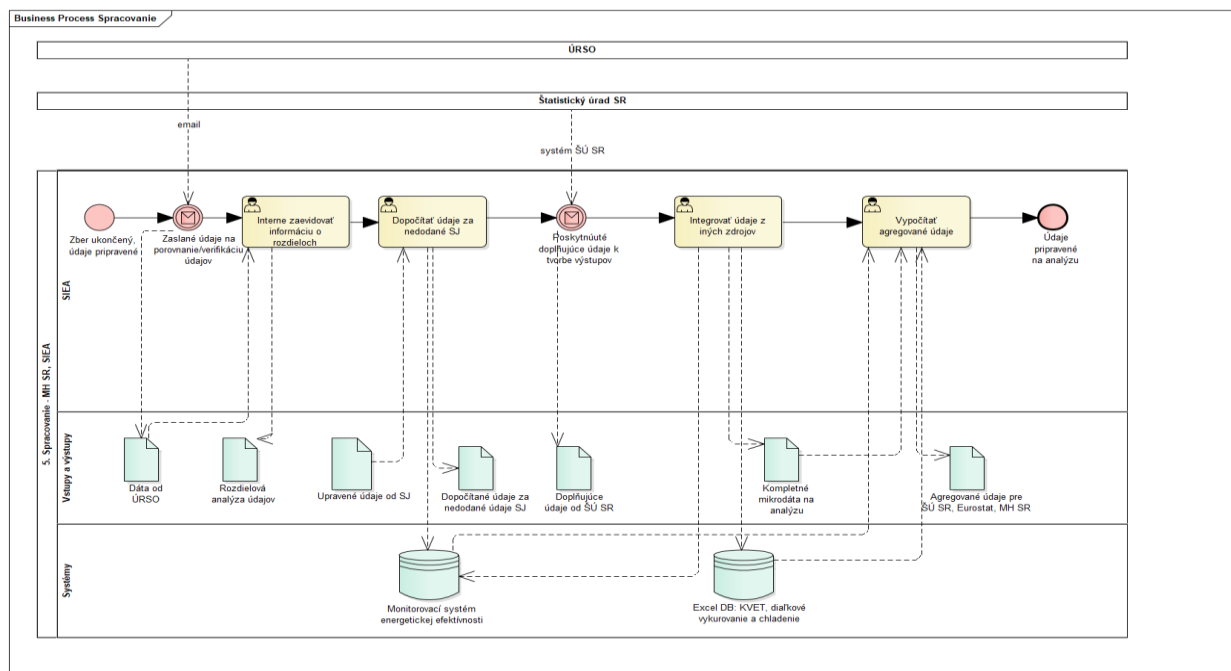 Business Process Spracovanie
ÚRSO
Štatistický úrad SR
email
systém ŠÚ SR
5. Spracovanie - MH SR, SIEA
SIEA
Zber ukončený,
údaje pripravené
Zaslané údaje na
porovnanie/verifikáciu
údajov
Interne zaevidovať
informáciu o
rozdieloch
Dopočítať údaje za
nedodané SJ
Poskytnúuté
doplňujúce údaje k
tvorbe výstupov
Integrovať údaje z
iných zdrojov
Vypočítať
agregované údaje
Údaje
pripravené
na analýzu
Vstupy a výstupy
Dáta od
ÚRSO
Rozdielová
analýza údajov
Upravené údaje od SJ
Dopočítané údaje za
nedodané údaje SJ
Doplňujúce
údaje od ŠÚ SR
Kompletné
mikrodáta na
analýzu
Agregované údaje pre
ŠÚ SR, Eurostat, MH SR
Systémy
Monitorovací systém
energetickej efektívnosti
Excel DB: KVET, diaľkové
vykurovanie a chladenie